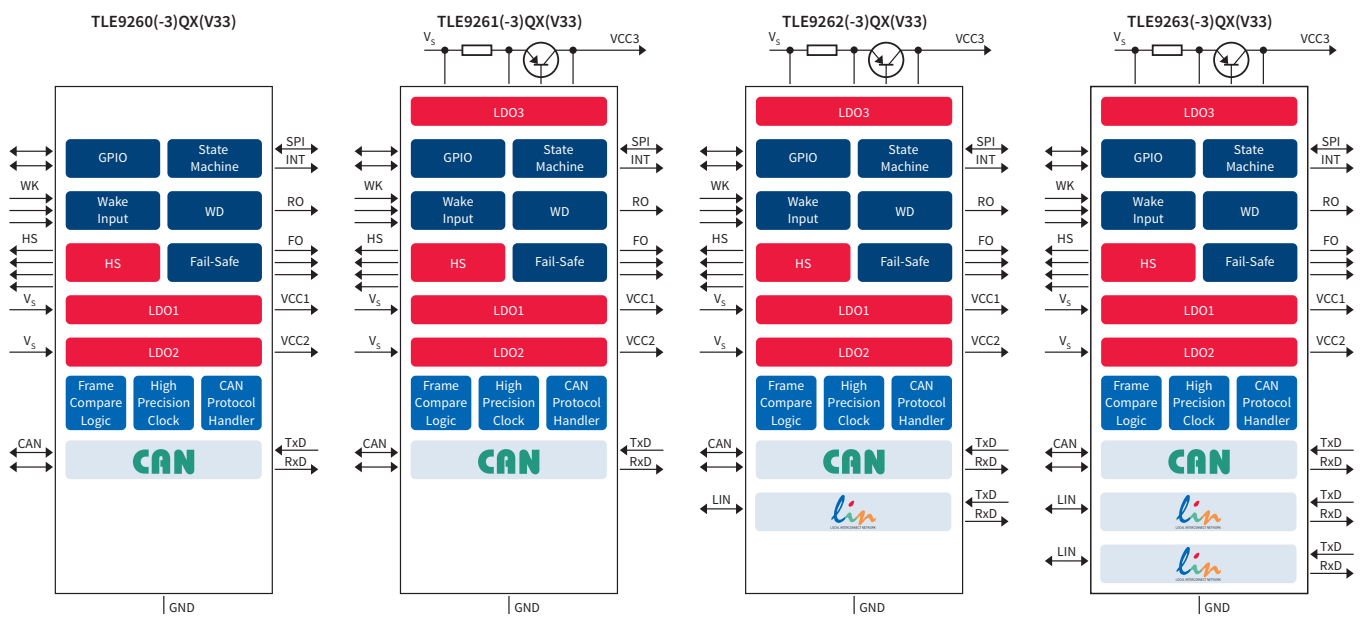 TLE9260(-3)QX(V33)
GPIO
State
Machine
SPI
INT
WK
Wake
Input
WD
RO
HS
HS
Fail-Safe
FO
VS
LDO1
VCC1
VS
LDO2
VCC2
Frame
Compare
Logic
High
Precision
Clock
CAN
Protocol
Handler
CAN
CAN
TxD
RxD
GND
TLE9261(-3)QX(V33)
VS
VCC3
LDO3
GPIO
State
Machine
SPI
INT
WK
Wake
Input
WD
RO
HS
HS
Fail-Safe
FO
VS
LDO1
VCC1
VS
LDO2
VCC2
Frame
Compare
Logic
High
Precision
Clock
CAN
Protocol
Handler
CAN
CAN
TxD
RxD
GND
TLE9262(-3)QX(V33)
VS
VCC3
LDO3
GPIO
State
Machine
SPI
INT
WK
Wake
Input
WD
RO
HS
HS
Fail-Safe
FO
VS
LDO1
VCC1
VS
LDO2
VCC2
Frame
Compare
Logic
High
Precision
Clock
CAN
Protocol
Handler
CAN
CAN
TxD
RxD
LIN
lin
LOCAL INTERCONNECT NETWORK
TxD
RxD
GND
TLE9263(-3)QX(V33)
VS
VCC3
LDO3
GPIO
State
Machine
SPI
INT
WK
Wake
Input
WD
RO
HS
HS
Fail-Safe
FO
VS
LDO1
VCC1
VS
LDO2
VCC2
Frame
Compare
Logic
High
Precision
Clock
CAN
Protocol
Handler
CAN
CAN
TxD
RxD
LIN
lin
LOCAL INTERCONNECT NETWORK
TxD
RxD
LIN
lin
LOCAL INTERCONNECT NETWORK
TxD
RxD
GND